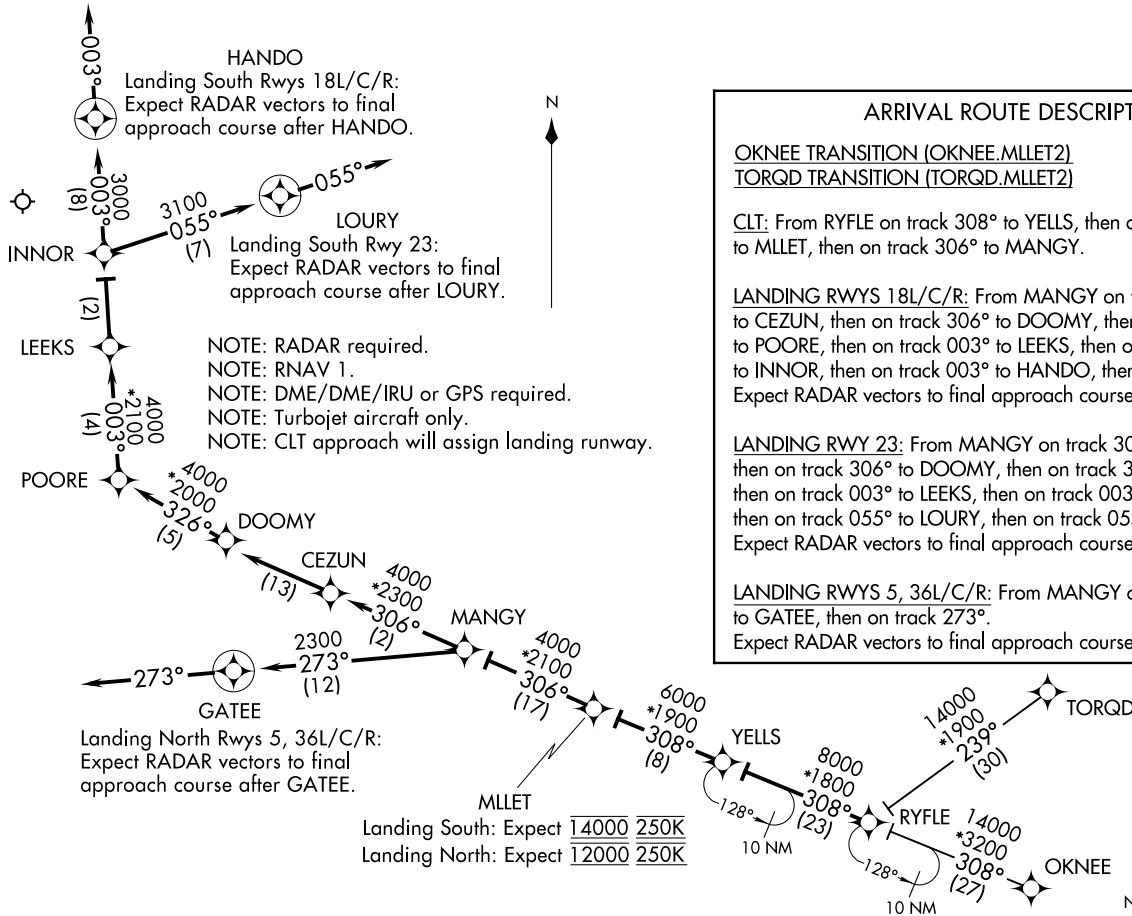 003°
HANDO
Landing South Rwys 18L/C/R:
Expect RADAR vectors to final
approach course after HANDO.
N
3000
003°
(8)
3100
055°
(7)
055°
LOURY
Landing South Rwy 23:
Expect RADAR vectors to final
approach course after LOURY.
INNOR
(2)
LEEKS
NOTE: RADAR required.
NOTE: RNAV 1.
NOTE: DME/DME/IRU or GPS required.
NOTE: Turbojet aircraft only.
NOTE: CLT approach will assign landing runway.
4000
*2100
003°
(4)
POORE
4000
*2000
326°
(5)
DOOMY
CEZUN
(13)
4000
*2300
306°
(2)
MANGY
2300
273°
(12)
273°
GATEE
Landing North Rwys 5, 36L/C/R:
Expect RADAR vectors to final
approach course after GATEE.
4000
*2100
306°
(17)
MLLET
Landing South: Expect 14000 250K
Landing North: Expect 12000 250K
6000
*1900
308°
(8)
YELLS
128°
10 NM
8000
*1800
308°
(23)
RYFLE
128°
10 NM
14000
*1900
239°
(30)
TORQD
14000
*3200
308°
(27)
OKNEE
ARRIVAL ROUTE DESCRIPT
OKNEE TRANSITION (OKNEE.MLLET2)
TORQD TRANSITION (TORQD.MLLET2)
CLT: From RYFLE on track 308° to YELLS, then
to MLLET, then on track 306° to MANGY.
LANDING RWYS 18L/C/R: From MANGY on
to CEZUN, then on track 306° to DOOMY, then
to POORE, then on track 003° to LEEKS, then
to INNOR, then on track 003° to HANDO, then
Expect RADAR vectors to final approach course
LANDING RWY 23: From MANGY on track 30
then on track 306° to DOOMY, then on track 3
then on track 003° to LEEKS, then on track 003
then on track 055° to LOURY, then on track 05
Expect RADAR vectors to final approach course
LANDING RWYS 5, 36L/C/R: From MANGY
to GATEE, then on track 273°.
Expect RADAR vectors to final approach course